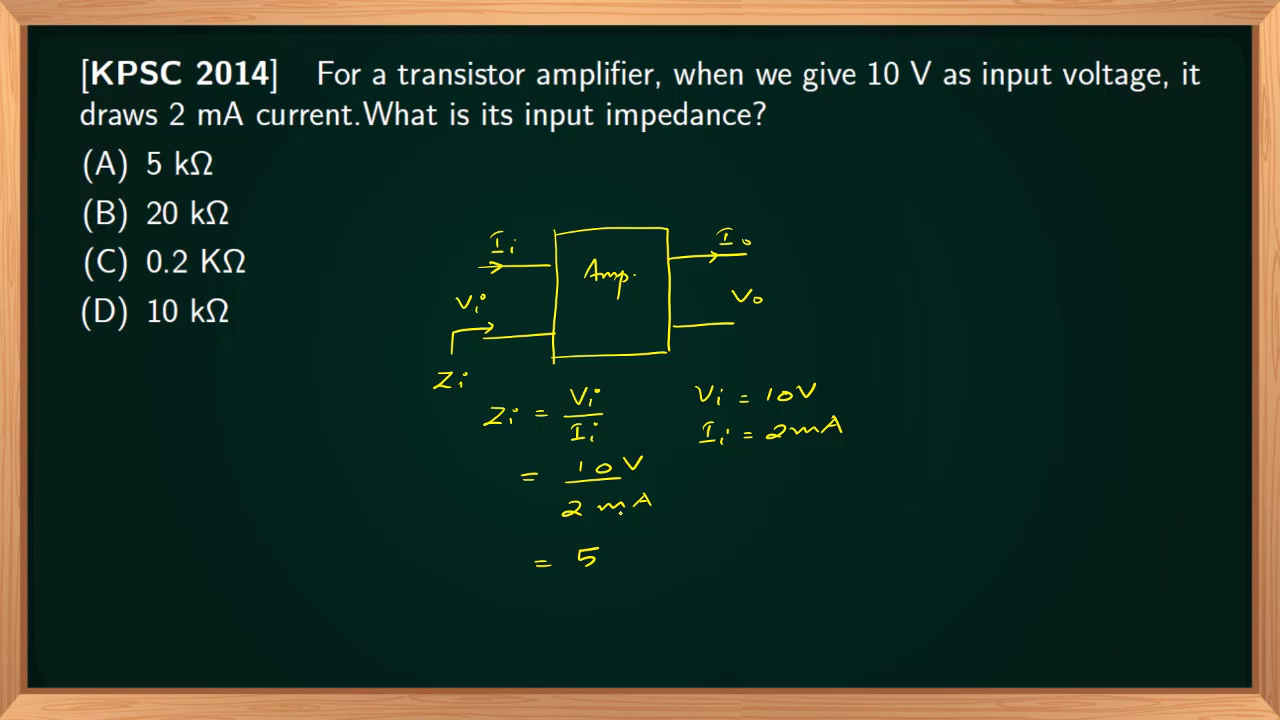 [KPSC 2014] For a transistor amplifier, when we give 10 V as input voltage, it
draws 2 mA current.What is its input impedance?
(A) 5 kΩ
(B) 20 kΩ
(C) 0.2 KΩ
(D) 10 kΩ
Ii
Io
Amp.
Vi
Vo
Zi
Zi = Vi / Ii
Vi = 10V
Ii = 2mA
= 10V / 2 mA
= 5